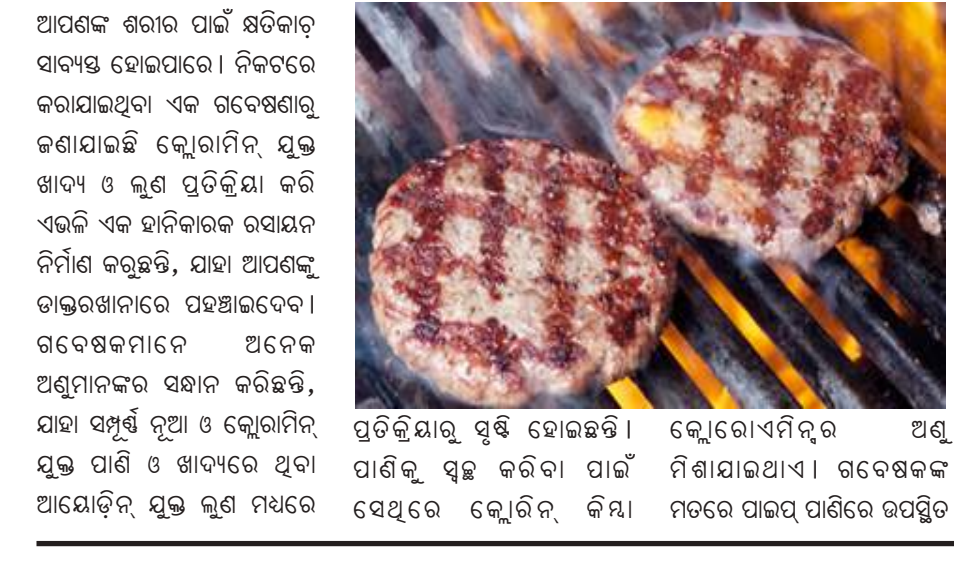 ଆପଣଙ୍କ ଶରୀର ପାଇଁ କ୍ଷତିକାଚ଼
ସାବ୍ୟସ୍ତ ହୋଇପାରେ। ନିକଟରେ
କରାଯାଇଥିବା ଏକ ଗବେଷଣାରୁ
ଜଣାଯାଇଛି କ୍ଲୋରାମିନ୍ ଯୁକ୍ତ
ଖାଦ୍ୟ ଓ ଲୁଣ ପ୍ରତିକ୍ରିୟା କରି
ଏଭଳି ଏକ ହାନିକାରକ ରସାୟନ
ନିର୍ମାଣ କରୁଛନ୍ତି, ଯାହା ଆପଣଙ୍କୁ
ଡାକ୍ତରଖାନାରେ ପହଞ୍ଚାଇଦେବ।
ଗବେଷକମାନେ ଅନେକ
ଅଣୁମାନଙ୍କର ସନ୍ଧାନ କରିଛନ୍ତି,
ଯାହା ସମ୍ପୂର୍ଣ୍ଣ ନୂଆ ଓ କ୍ଲୋରାମିନ୍
ଯୁକ୍ତ ପାଣି ଓ ଖାଦ୍ୟରେ ଥିବା
ଆୟୋଡ଼ିନ୍ ଯୁକ୍ତ ଲୁଣ ମଧ୍ୟରେ
ପ୍ରତିକ୍ରିୟାରୁ ସୃଷ୍ଟି ହୋଇଛନ୍ତି।
ପାଣିକୁ ସ୍ୱଚ୍ଛ କରିବା ପାଇଁ
ସେଥିରେ କ୍ଲୋରିନ୍ କିମ୍ବା
କ୍ଲୋରୋଏମିନ୍ସର ଅଣୁ
ମିଶାଯାଇଥାଏ। ଗବେଷକଙ୍କ
ମତରେ ପାଇପ୍ ପାଣିରେ ଉପସ୍ଥିତ